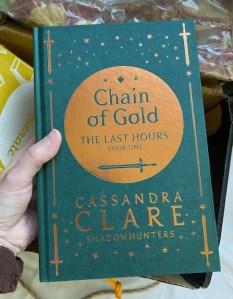 Chain
of Gold
THE LAST HOURS
BOOK ONE
CASSANDRA
CLARE
SHADOWHUNTERS